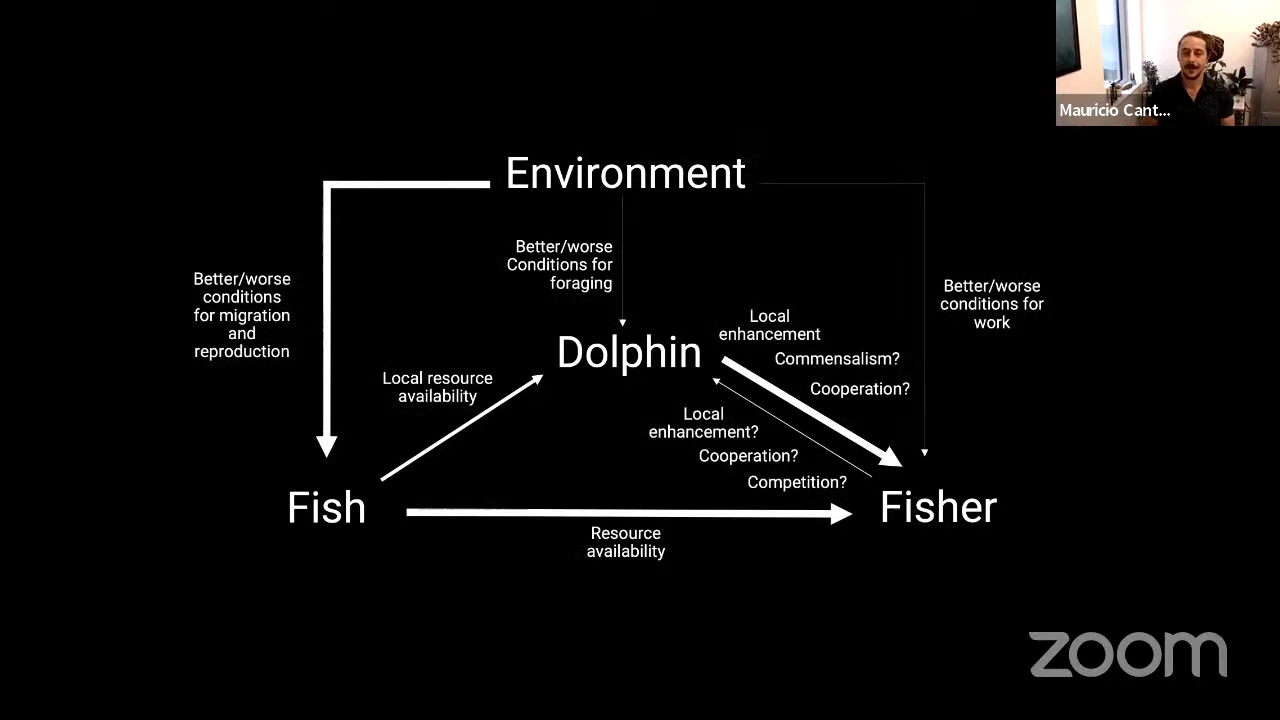 Mauricio Cant...
Environment
Better/worse
Conditions for
foraging
Better/worse
conditions
for migration
and
reproduction
Better/worse
conditions for
work
Local
enhancement
Commensalism?
Cooperation?
Dolphin
Local resource
availability
Local
enhancement?
Cooperation?
Competition?
Fish
Fisher
Resource
availability
zoom